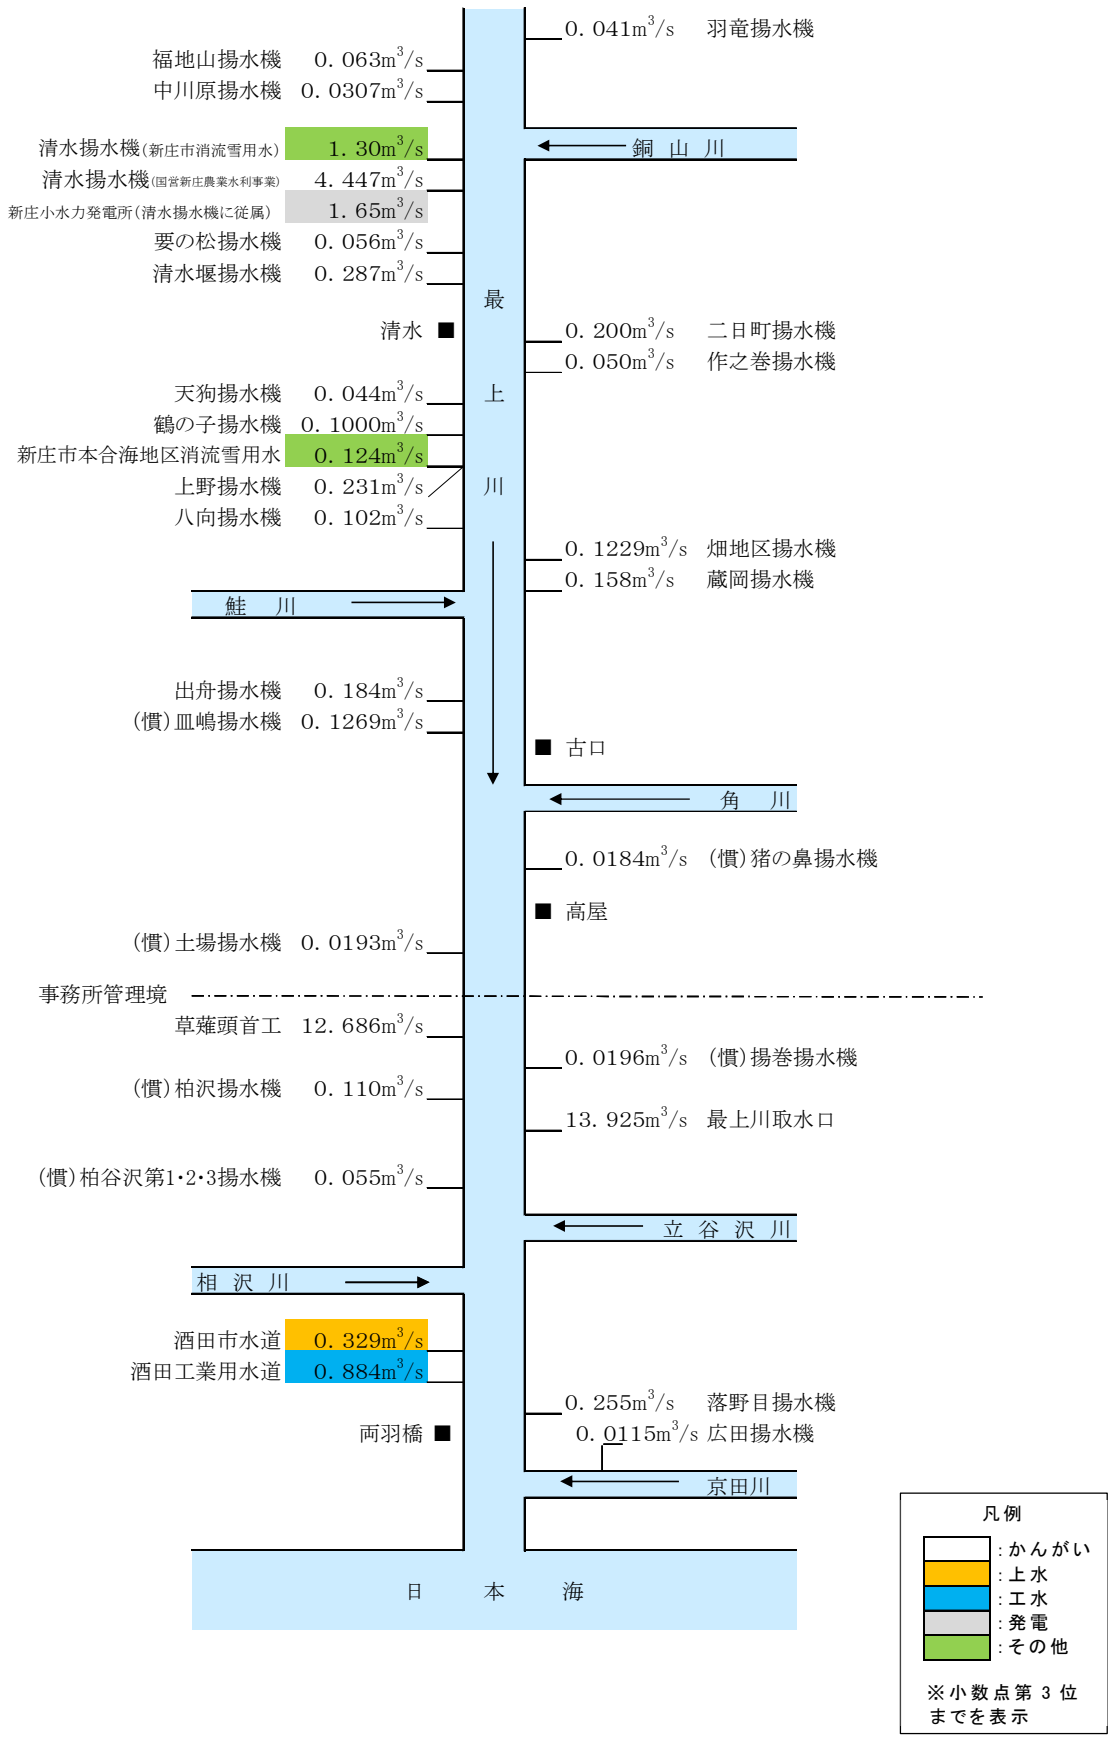 0.041m³/s 羽竜揚水機
福地山揚水機 0.063m³/s
中川原揚水機 0.0307m³/s
清水揚水機(新庄市消流雪用水) 1.30m³/s
銅山川
清水揚水機(国営新庄農業水利事業) 4.447m³/s
新庄小水力発電所(清水揚水機に従属) 1.65m³/s
要の松揚水機 0.056m³/s
清水堰揚水機 0.287m³/s
最上川
清水 ■
0.200m³/s 二日町揚水機
0.050m³/s 作之巻揚水機
天狗揚水機 0.044m³/s
鶴の子揚水機 0.1000m³/s
新庄市本合海地区消流雪用水 0.124m³/s
上野揚水機 0.231m³/s
八向揚水機 0.102m³/s
0.1229m³/s 畑地区揚水機
0.158m³/s 蔵岡揚水機
鮭川
出舟揚水機 0.184m³/s
(慣)皿嶋揚水機 0.1269m³/s
■ 古口
角川
0.0184m³/s (慣)猪の鼻揚水機
■ 高屋
(慣)土場揚水機 0.0193m³/s
事務所管理境
草薙頭首工 12.686m³/s
0.0196m³/s (慣)揚巻揚水機
(慣)柏沢揚水機 0.110m³/s
13.925m³/s 最上川取水口
(慣)柏谷沢第1・2・3揚水機 0.055m³/s
立谷沢川
相沢川
酒田市水道 0.329m³/s
酒田工業用水道 0.884m³/s
0.255m³/s 落野目揚水機
両羽橋 ■
0.0115m³/s 広田揚水機
京田川
日本海
凡例
：かんがい
：上水
：工水
：発電
：その他
※小数点第3位
までを表示